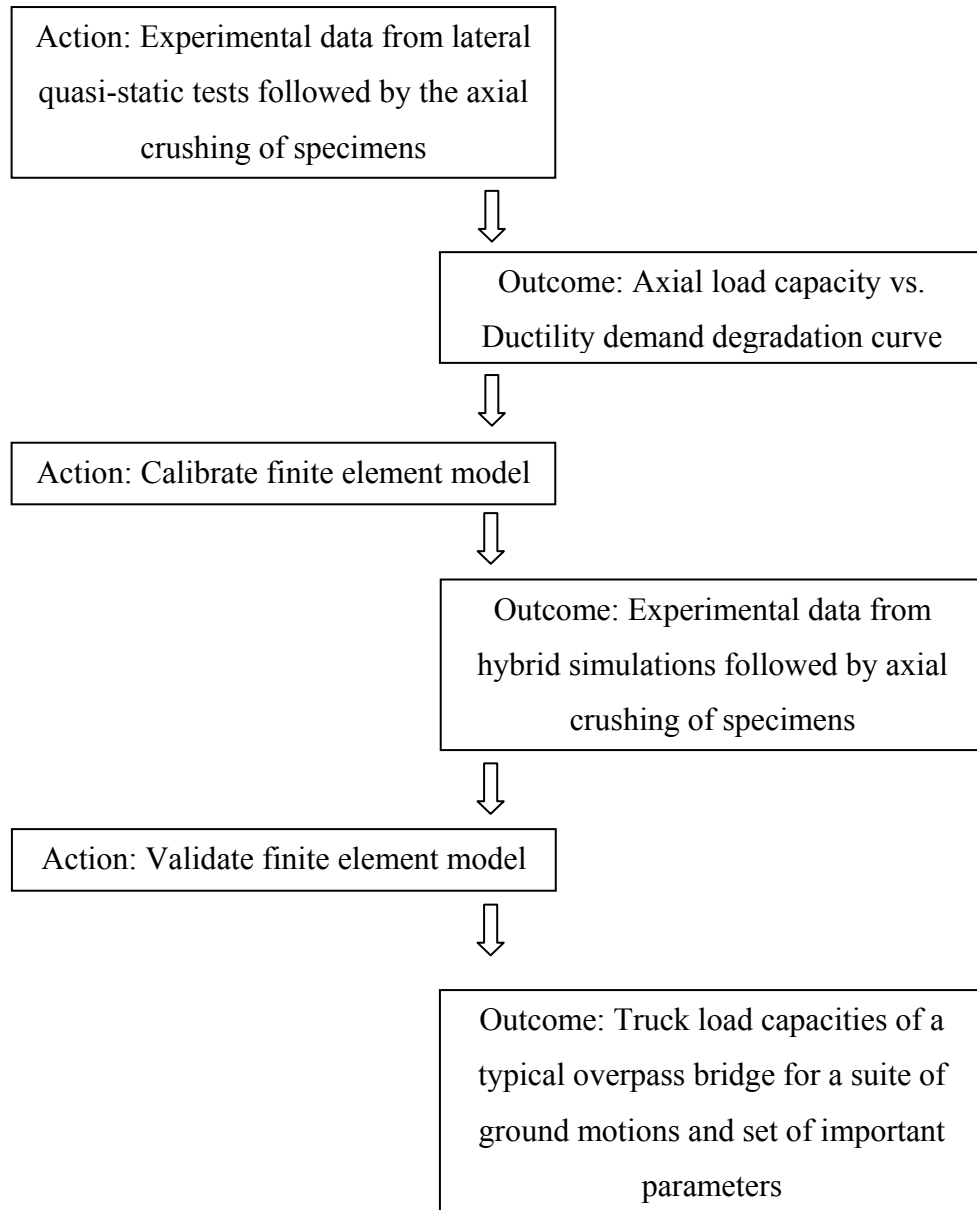 Action: Experimental data from lateral
quasi-static tests followed by the axial
crushing of specimens
Outcome: Axial load capacity vs.
Ductility demand degradation curve
Action: Calibrate finite element model
Outcome: Experimental data from
hybrid simulations followed by axial
crushing of specimens
Action: Validate finite element model
Outcome: Truck load capacities of a
typical overpass bridge for a suite of
ground motions and set of important
parameters